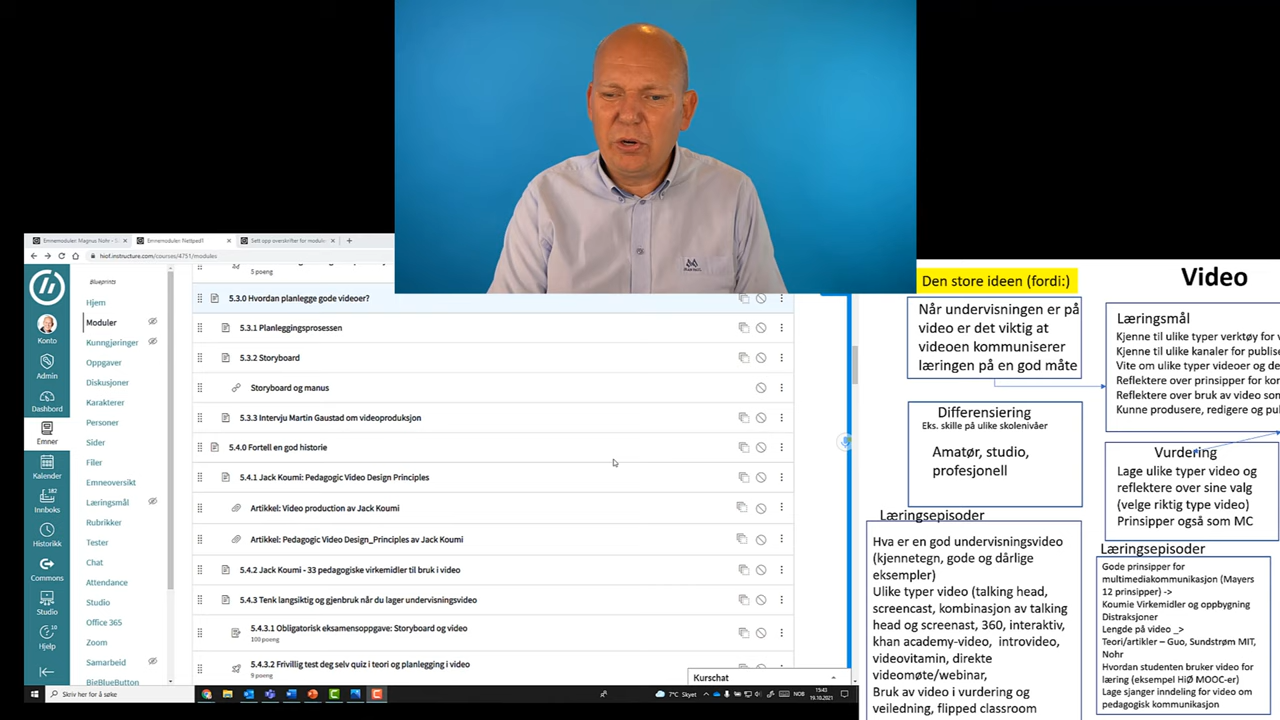 Emnemoduler: Magnus Nohr - S
Emnemoduler: Nettped1
Sett opp overskrifter for module
hiof.instructure.com/courses/4751/modules
Blueprints
Hjem
Moduler
Kunngjøringer
Oppgaver
Diskusjoner
Karakterer
Personer
Sider
Filer
Emneoversikt
Læringsmål
Rubrikker
Tester
Chat
Attendance
Studio
Office 365
Zoom
Samarbeid
BigBlueButton
Konto
Admin
Dashbord
Emner
Kalender
182
Innboks
Historikk
Commons
Studio
10
Hjelp
5 poeng
5.3.0 Hvordan planlegge gode videoer?
5.3.1 Planleggingsprosessen
5.3.2 Storyboard
Storyboard og manus
5.3.3 Intervju Martin Gaustad om videoproduksjon
5.4.0 Fortell en god historie
5.4.1 Jack Koumi: Pedagogic Video Design Principles
Artikkel: Video production av Jack Koumi
Artikkel: Pedagogic Video Design_Principles av Jack Koumi
5.4.2 Jack Koumi - 33 pedagogiske virkemidler til bruk i video
5.4.3 Tenk langsiktig og gjenbruk når du lager undervisningsvideo
5.4.3.1 Obligatorisk eksamensoppgave: Storyboard og video
100 poeng
5.4.3.2 Frivillig test deg selv quiz i teori og planlegging i video
9 poeng
Kurschat
Skriv her for å søke
7°C Skyet
NOB
15:43
19.10.2021
Den store ideen (fordi:)
Når undervisningen er på
video er det viktig at
videoen kommuniserer
læringen på en god måte
Differensiering
Eks. skille på ulike skolenivåer
Amatør, studio,
profesjonell
Læringsepisoder
Hva er en god undervisningsvideo
(kjennetegn, gode og dårlige
eksempler)
Ulike typer video (talking head,
screencast, kombinasjon av talking
head og screenast, 360, interaktiv,
khan academy-video, introvideo,
videovitamin, direkte
videomøte/webinar,
Bruk av video i vurdering og
veiledning, flipped classroom
Video
Læringsmål
Kjenne til ulike typer verktøy for v
Kjenne til ulike kanaler for publise
Vite om ulike typer videoer og de
Reflektere over prinsipper for kor
Reflektere over bruk av video som
Kunne produsere, redigere og pu
Vurdering
Lage ulike typer video og
reflektere over sine valg
(velge riktig type video)
Prinsipper også som MC
Læringsepisoder
Gode prinsipper for
multimediakommunikasjon (Mayers
12 prinsipper) ->
Koumie Virkemidler og oppbygning
Distraksjoner
Lengde på video _>
Teori/artikler – Guo, Sundstrøm MIT,
Nohr
Hvordan studenten bruker video for
læring (eksempel HiØ MOOC-er)
Lage sjanger inndeling for video om
pedagogisk kommunikasjon